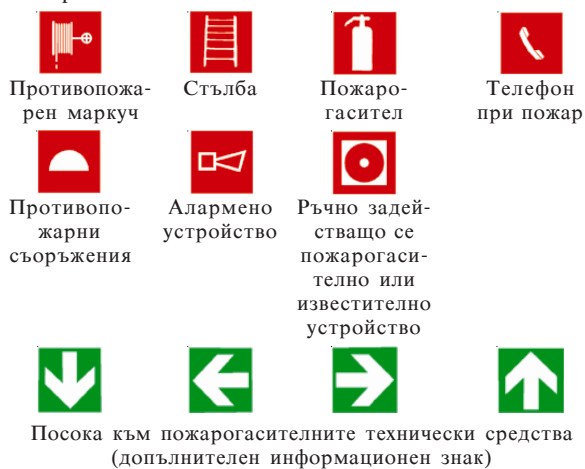 Противопожа-
рен маркуч
Стълба
Пожаро-
гасител
Телефон
при пожар
Противопо-
жарни
съоръжения
Алармено
устройство
Ръчно задей-
стващо се
пожарогаси-
телно или
известително
устройство
Посока към пожарогасителните технически средства
(допълнителен информационен знак)